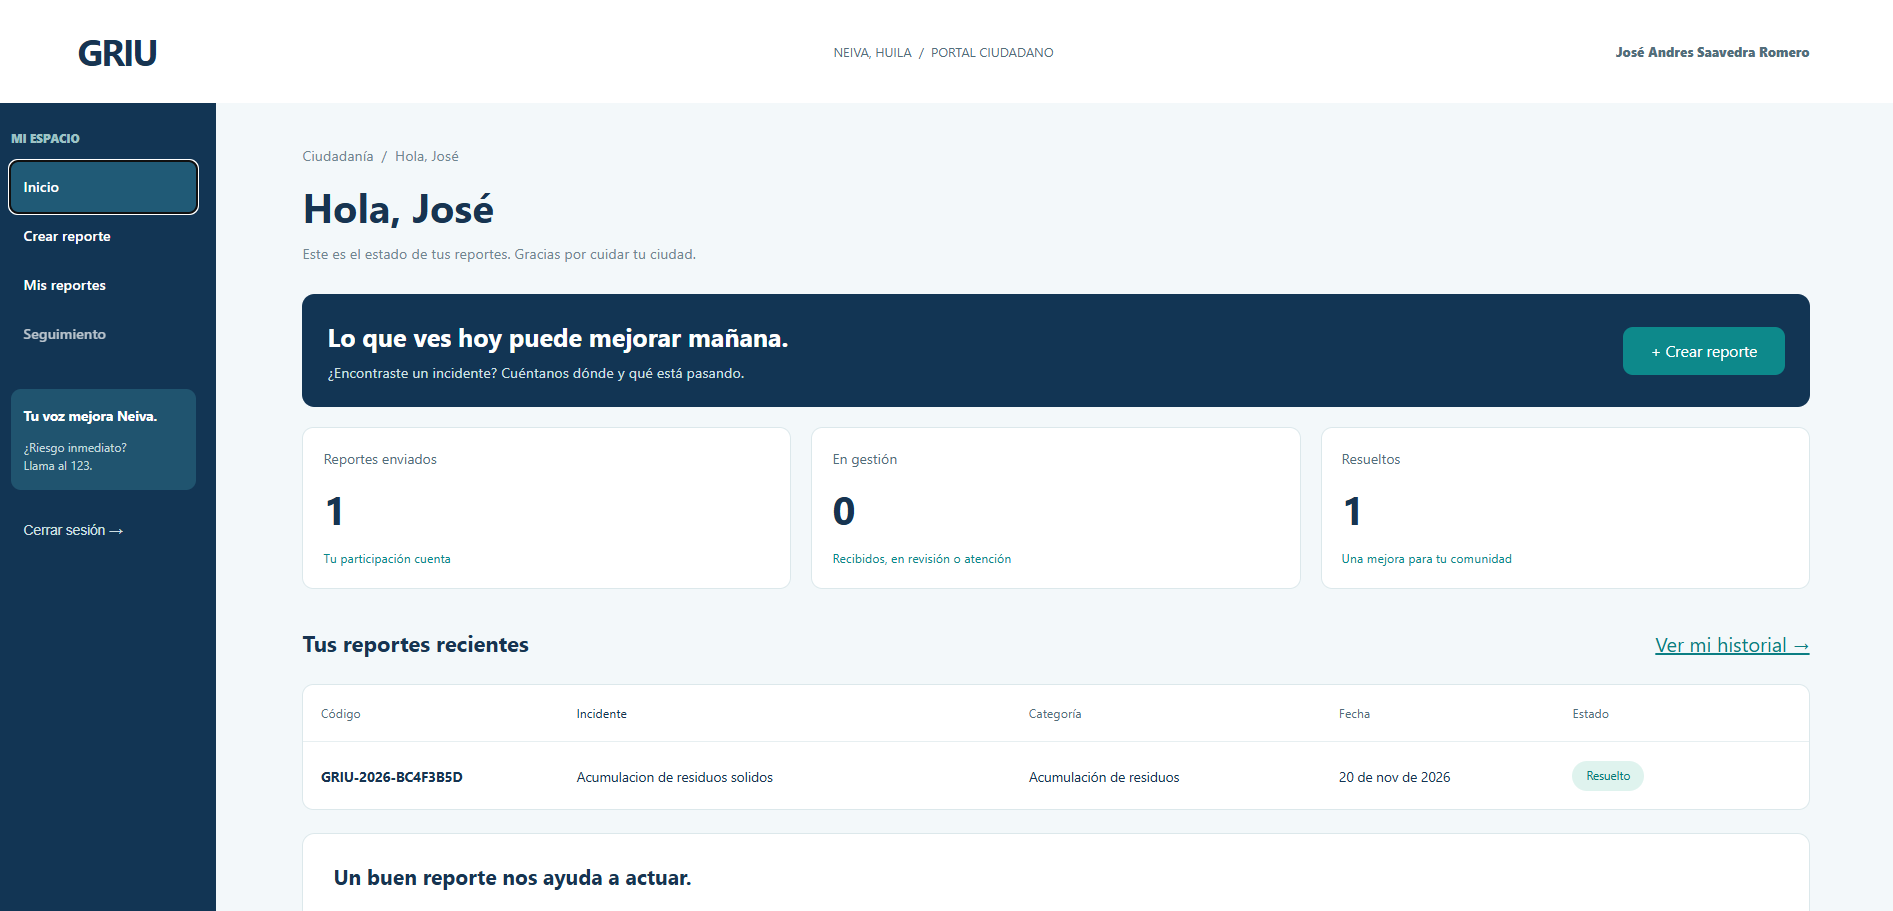 GRIU
NEIVA, HUILA / PORTAL CIUDADANO
José Andres Saavedra Romero
MI ESPACIO
Inicio
Crear reporte
Mis reportes
Seguimiento
Tu voz mejora Neiva.
¿Riesgo inmediato?
Llama al 123.
Cerrar sesión →
Ciudadanía / Hola, José
Hola, José
Este es el estado de tus reportes. Gracias por cuidar tu ciudad.
Lo que ves hoy puede mejorar mañana.
¿Encontraste un incidente? Cuéntanos dónde y qué está pasando.
+ Crear reporte
Reportes enviados
1
Tu participación cuenta
En gestión
0
Recibidos, en revisión o atención
Resueltos
1
Una mejora para tu comunidad
Tus reportes recientes
Ver mi historial →
Código Incidente Categoría Fecha Estado
GRIU-2026-BC4F3B5D Acumulacion de residuos solidos Acumulación de residuos 20 de nov de 2026 Resuelto
Un buen reporte nos ayuda a actuar.